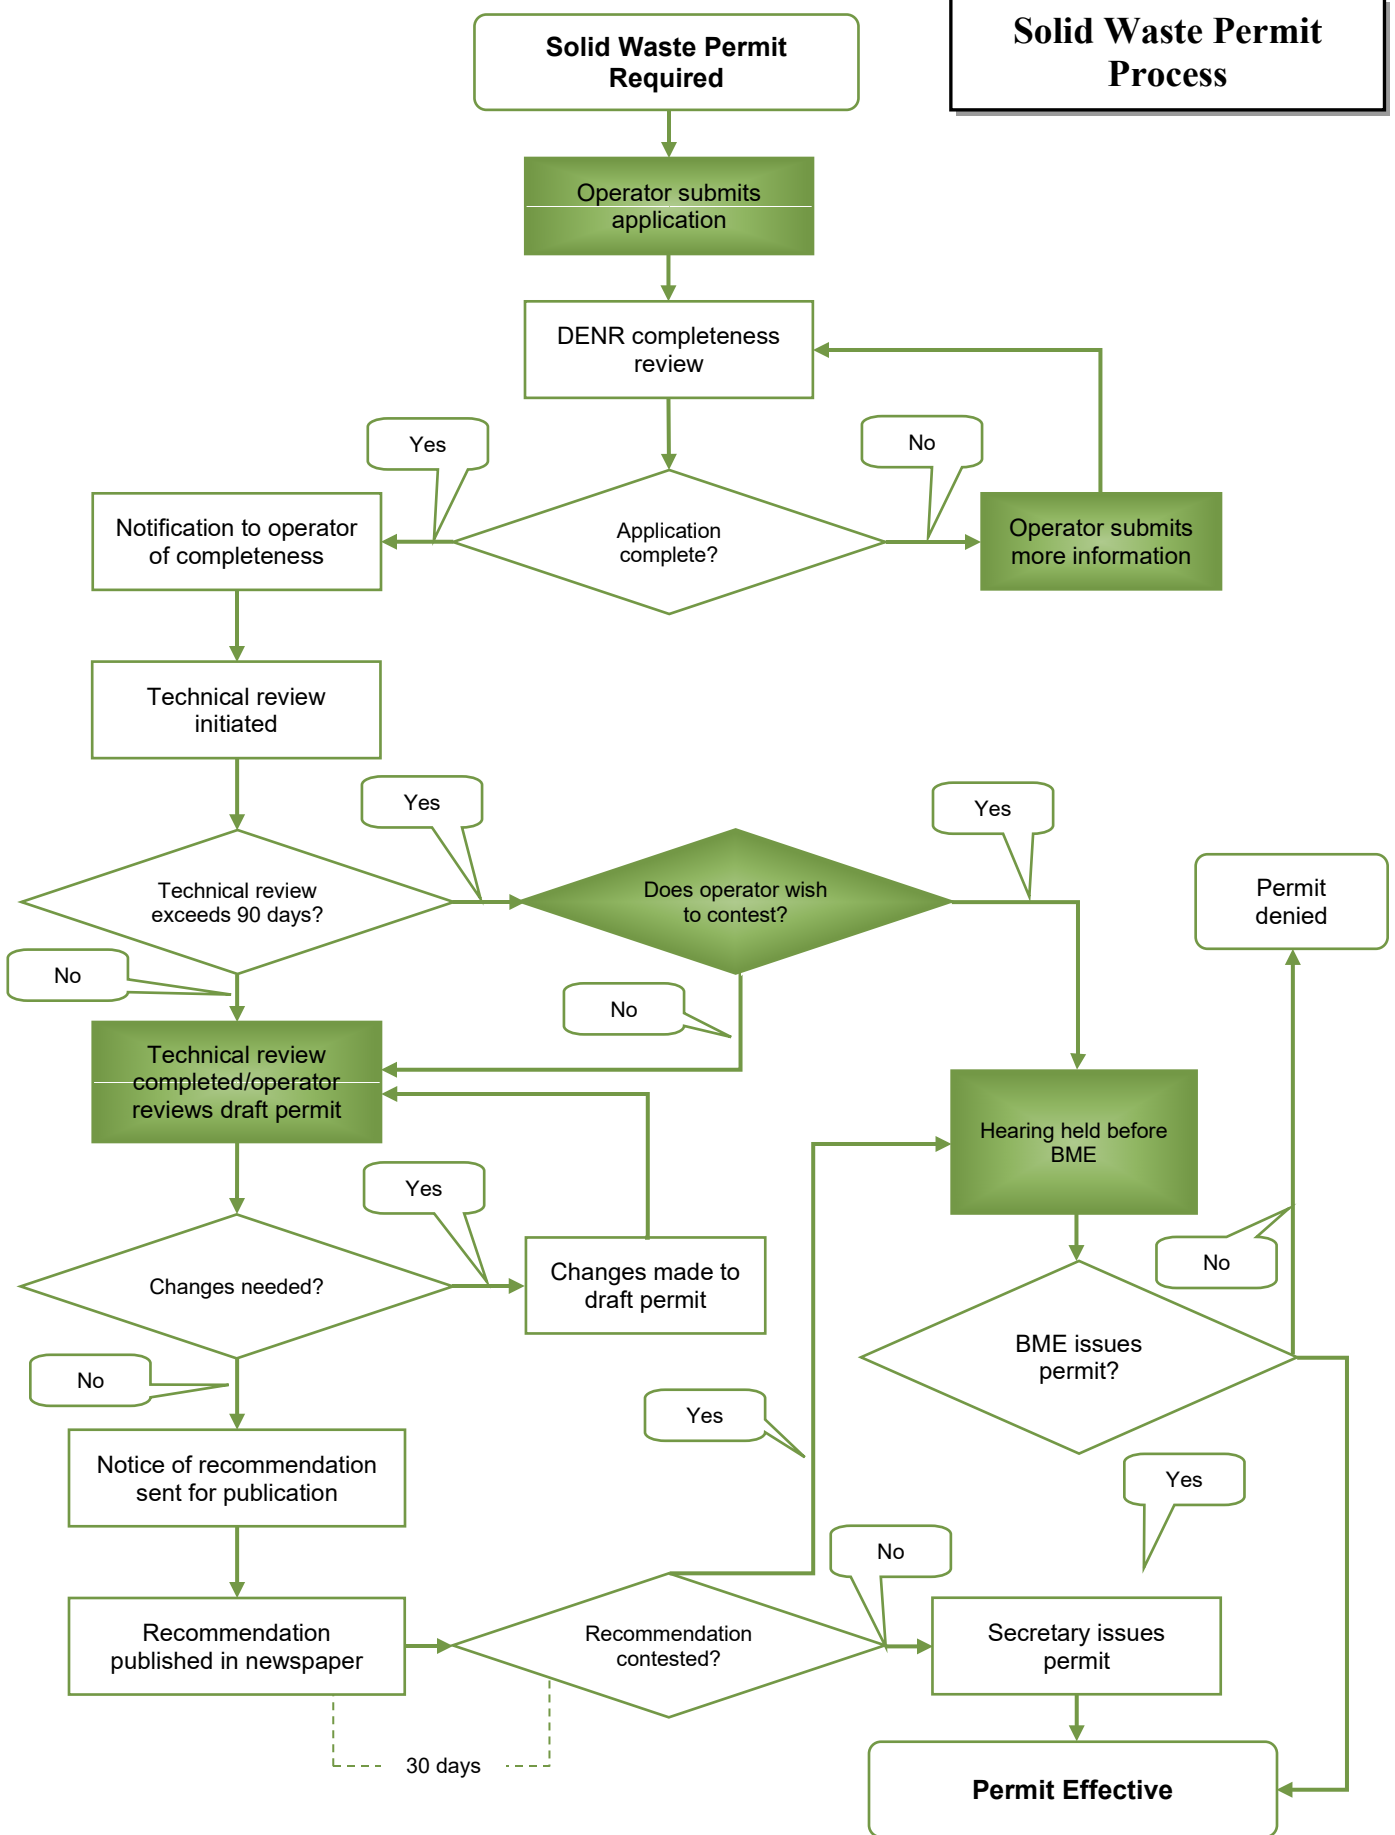 Solid Waste Permit
Process
Solid Waste Permit
Required
Operator submits
application
DENR completeness
review
Yes
No
Application
complete?
Notification to operator
of completeness
Operator submits
more information
Technical review
initiated
Yes
Yes
Technical review
exceeds 90 days?
Does operator wish
to contest?
Permit
denied
No
No
Technical review
completed/operator
reviews draft permit
Hearing held before
BME
Yes
Changes needed?
Changes made to
draft permit
No
BME issues
permit?
No
Yes
Notice of recommendation
sent for publication
Yes
No
Recommendation
published in newspaper
Recommendation
contested?
Secretary issues
permit
30 days
Permit Effective